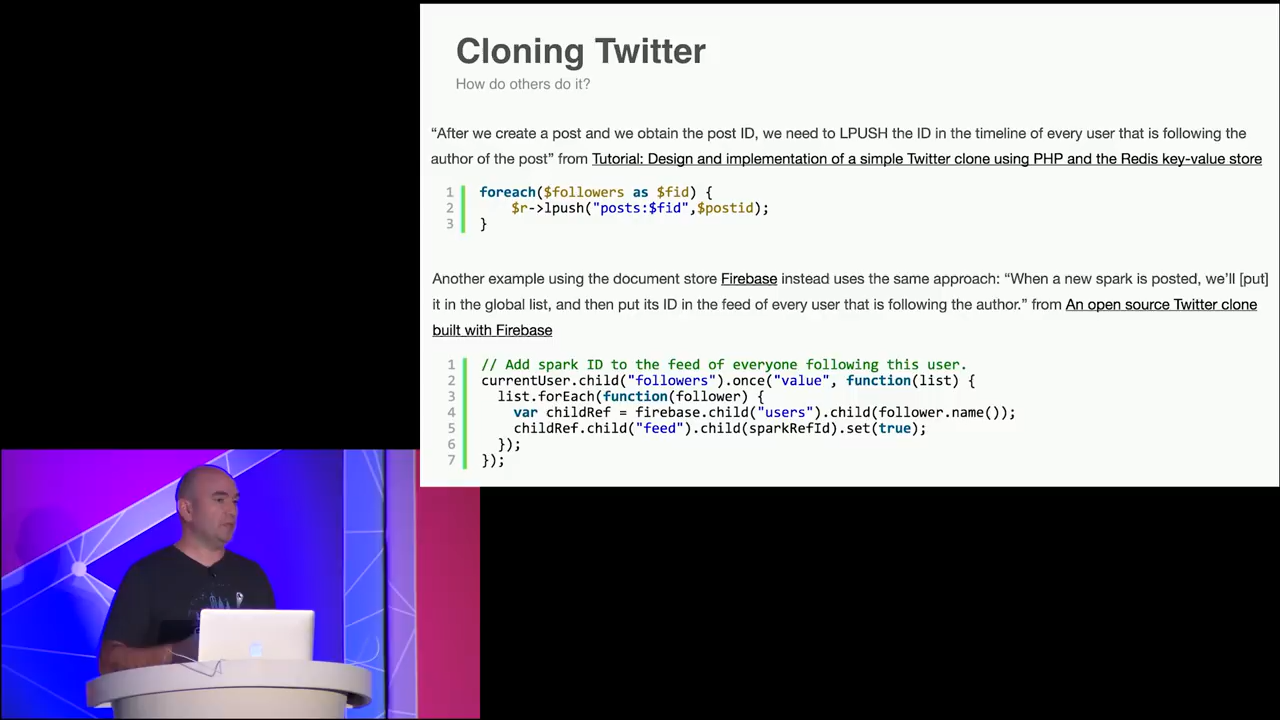 Cloning Twitter
How do others do it?
“After we create a post and we obtain the post ID, we need to LPUSH the ID in the timeline of every user that is following the
author of the post” from Tutorial: Design and implementation of a simple Twitter clone using PHP and the Redis key-value store
1 foreach($followers as $fid) {
2 $r->lpush("posts:$fid",$postid);
3 }
Another example using the document store Firebase instead uses the same approach: “When a new spark is posted, we’ll [put]
it in the global list, and then put its ID in the feed of every user that is following the author.” from An open source Twitter clone
built with Firebase
1 // Add spark ID to the feed of everyone following this user.
2 currentUser.child("followers").once("value", function(list) {
3 list.forEach(function(follower) {
4 var childRef = firebase.child("users").child(follower.name());
5 childRef.child("feed").child(sparkRefId).set(true);
6 });
7 });